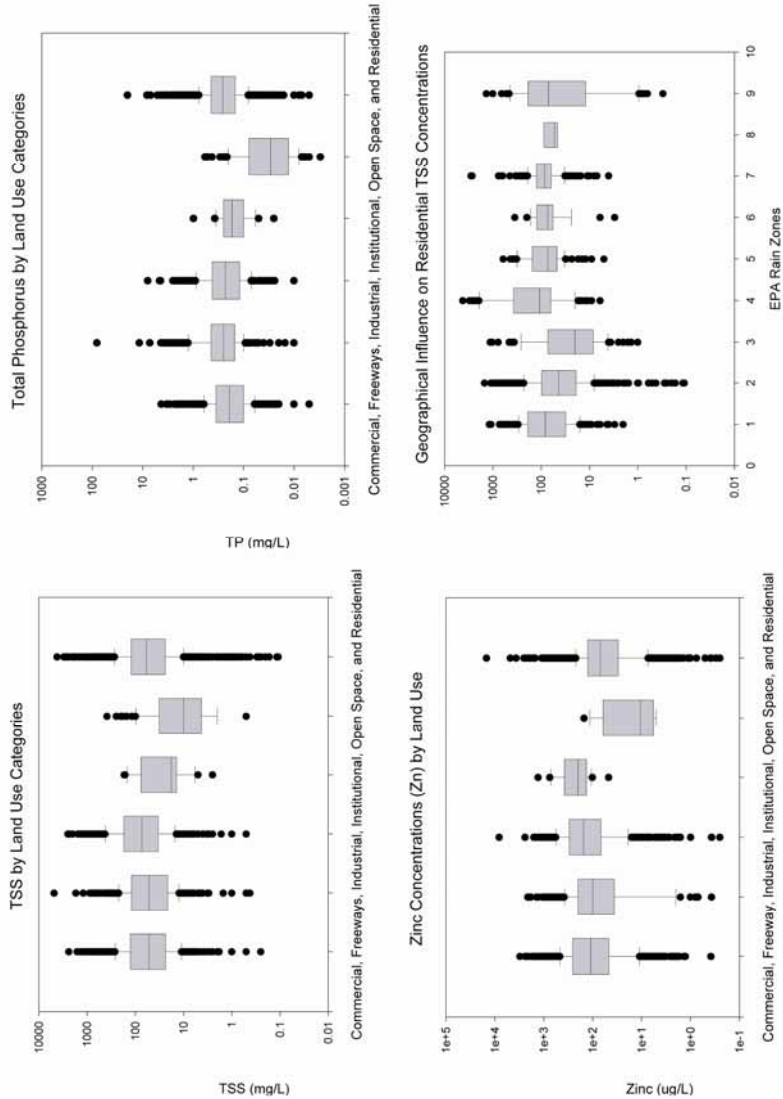 TSS by Land Use Categories
10000
1000
100
10
1
0.1
0.01
TSS (mg/L)
Commercial, Freeways, Industrial, Institutional, Open Space, and Residential
Total Phosphorus by Land Use Categories
1000
100
10
1
0.1
0.01
0.001
TP (mg/L)
Commercial, Freeways, Industrial, Institutional, Open Space, and Residential
Zinc Concentrations (Zn) by Land Use
1e+5
1e+4
1e+3
1e+2
1e+1
1e+0
1e-1
Zinc (ug/L)
Commercial, Freeway, Industrial, Institutional, Open Space, and Residential
Geographical Influence on Residential TSS Concentrations
10000
1000
100
10
1
0.1
0.01
0 1 2 3 4 5 6 7 8 9 10
EPA Rain Zones